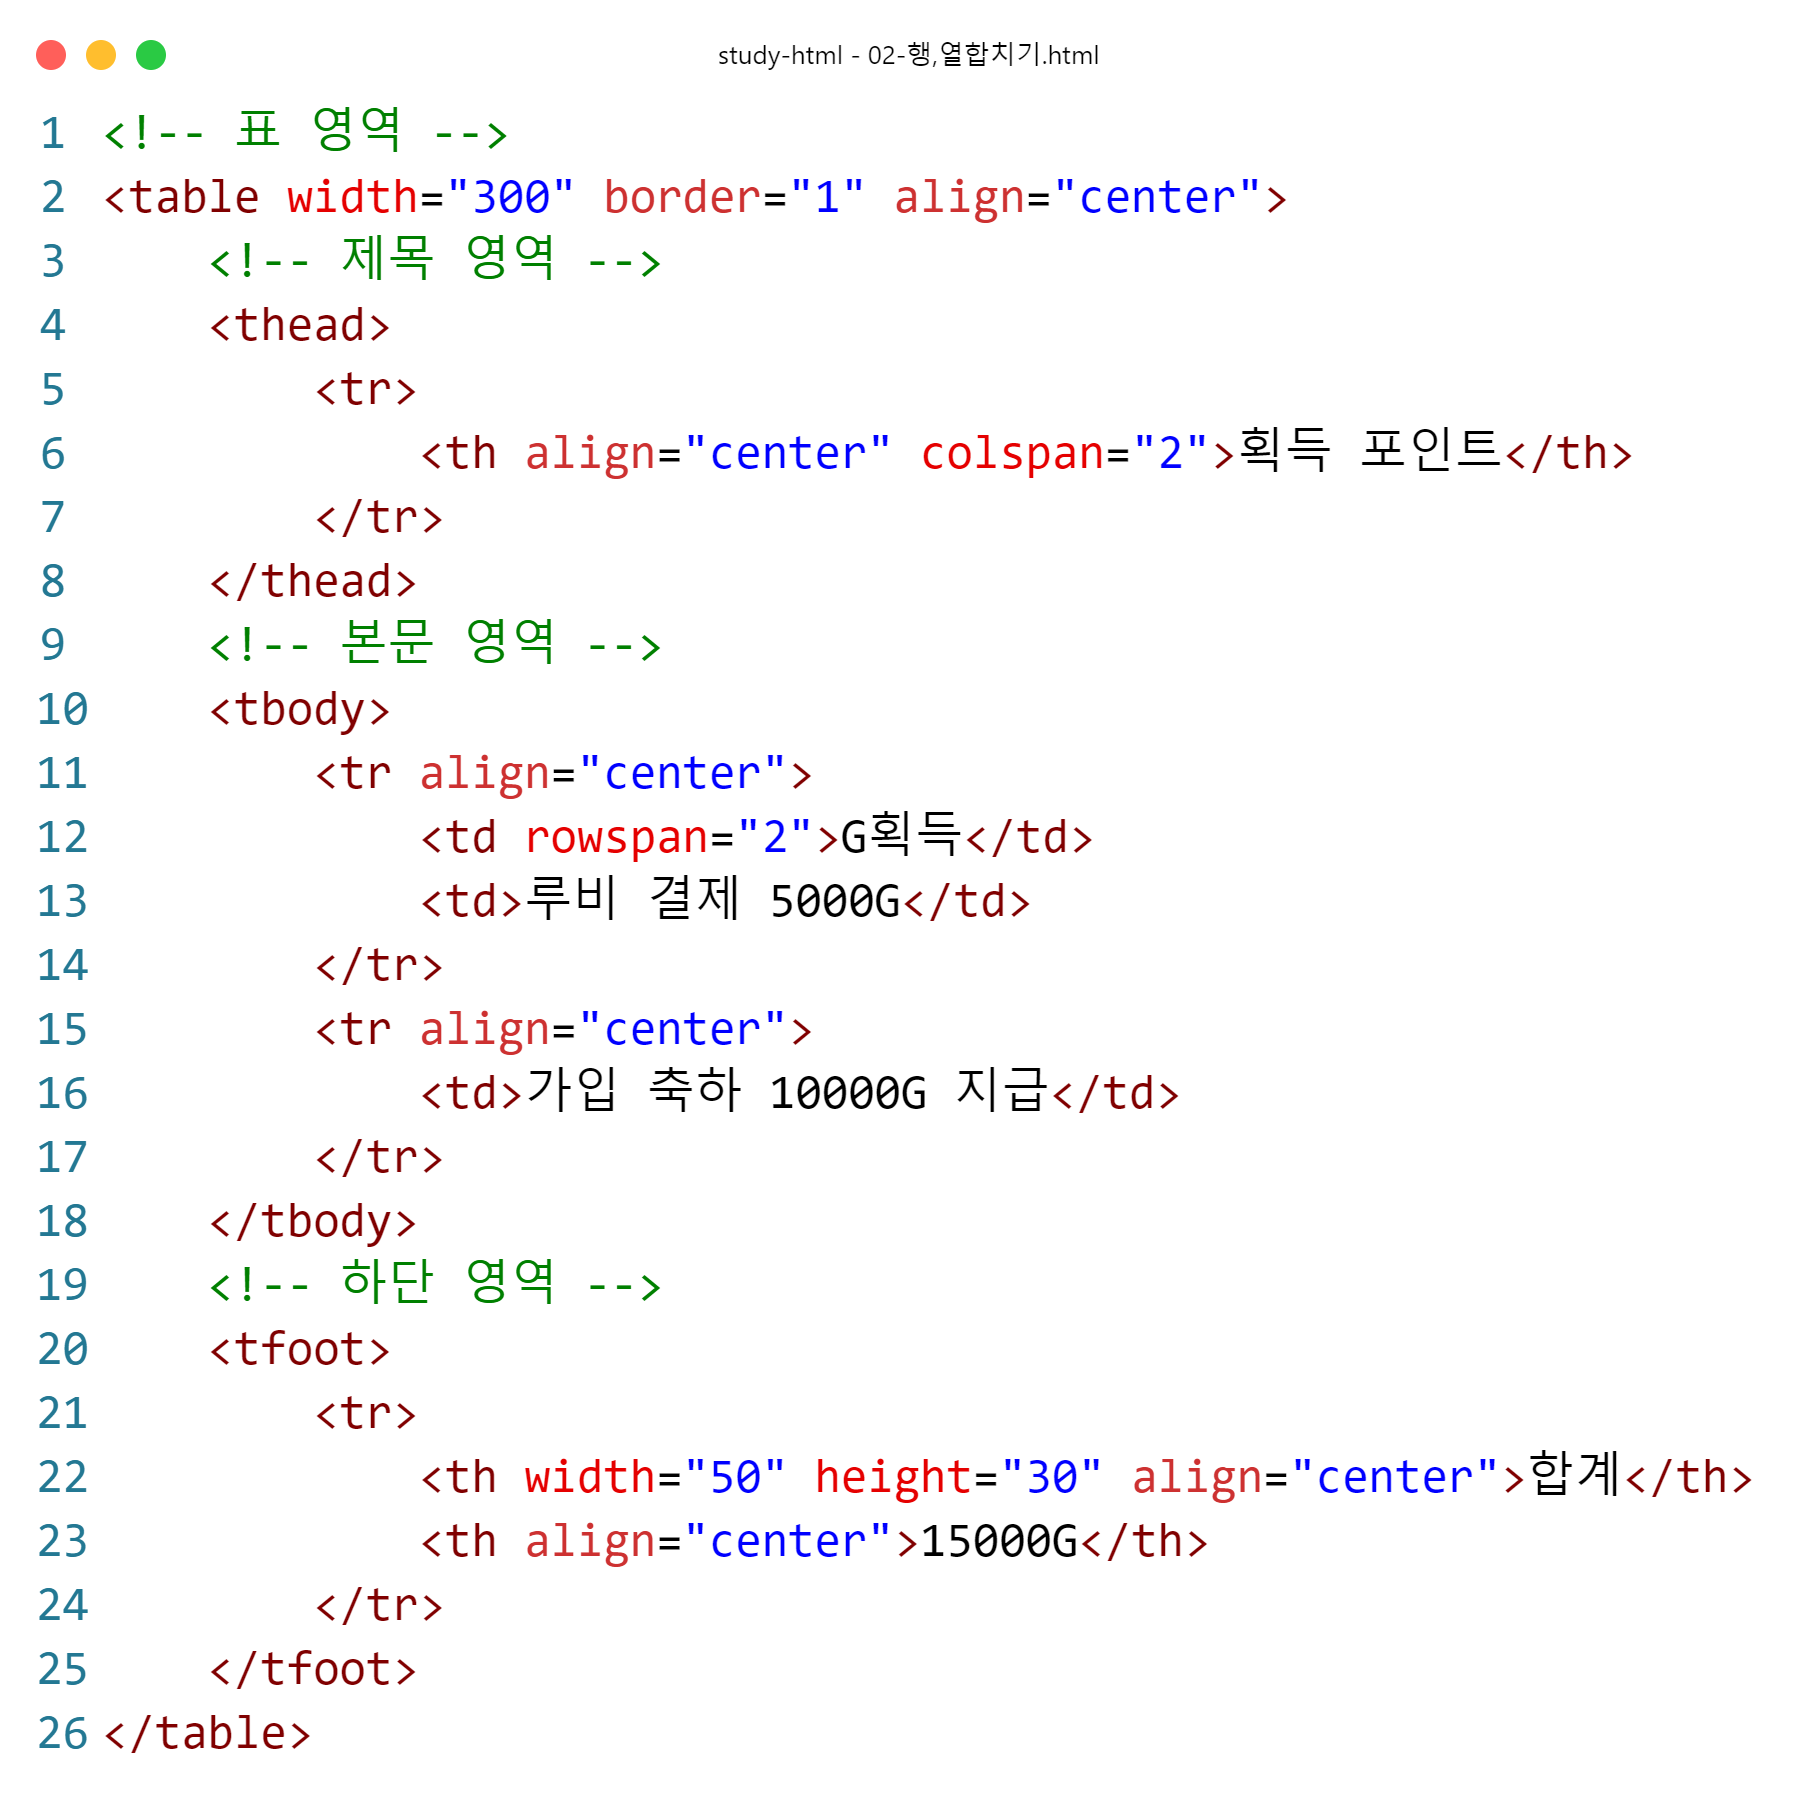 study-html - 02-행,열합치기.html
1 <!-- 표 영역 -->
2 <table width="300" border="1" align="center">
3     <!-- 제목 영역 -->
4     <thead>
5         <tr>
6             <th align="center" colspan="2">획득 포인트</th>
7         </tr>
8     </thead>
9     <!-- 본문 영역 -->
10     <tbody>
11         <tr align="center">
12             <td rowspan="2">G획득</td>
13             <td>루비 결제 5000G</td>
14         </tr>
15         <tr align="center">
16             <td>가입 축하 10000G 지급</td>
17         </tr>
18     </tbody>
19     <!-- 하단 영역 -->
20     <tfoot>
21         <tr>
22             <th width="50" height="30" align="center">합계</th>
23             <th align="center">15000G</th>
24         </tr>
25     </tfoot>
26 </table>